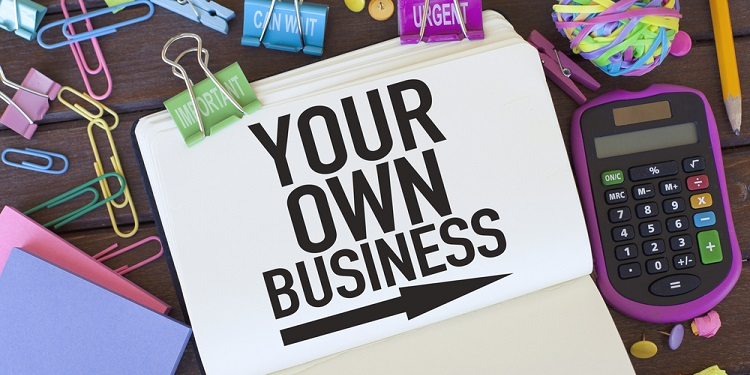 CAN WAIT
URGENT
IMPORTANT
YOUR
OWN
BUSINESS
%
√
ON/C
MRC
M−
M+
÷
7
8
9
X
4
5
6
−
1
2
3
+
0
•
+/−
=